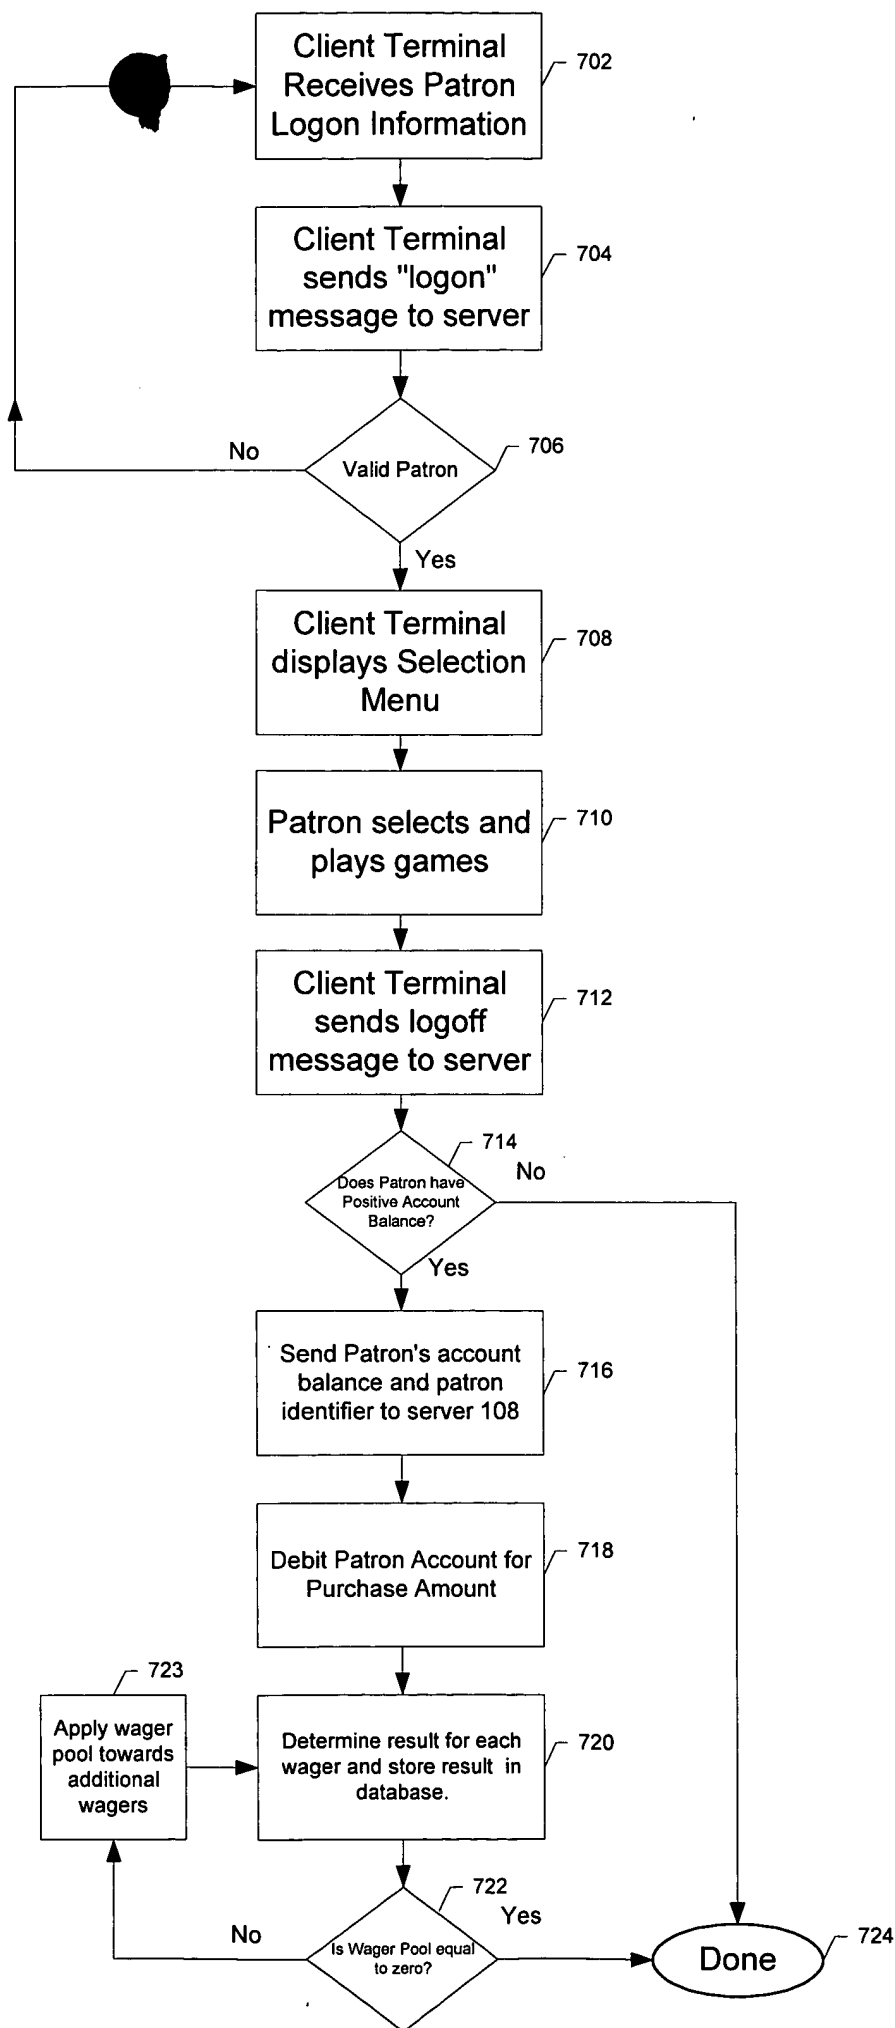 Client Terminal
Receives Patron
Logon Information
702
Client Terminal
sends "logon"
message to server
704
Valid Patron
706
No
Yes
Client Terminal
displays Selection
Menu
708
Patron selects and
plays games
710
Client Terminal
sends logoff
message to server
712
714
Does Patron have
Positive Account
Balance?
No
Yes
Send Patron's account
balance and patron
identifier to server 108
716
Debit Patron Account for
Purchase Amount
718
723
Apply wager
pool towards
additional
wagers
Determine result for each
wager and store result in
database.
720
722
Is Wager Pool equal
to zero?
No
Yes
Done
724